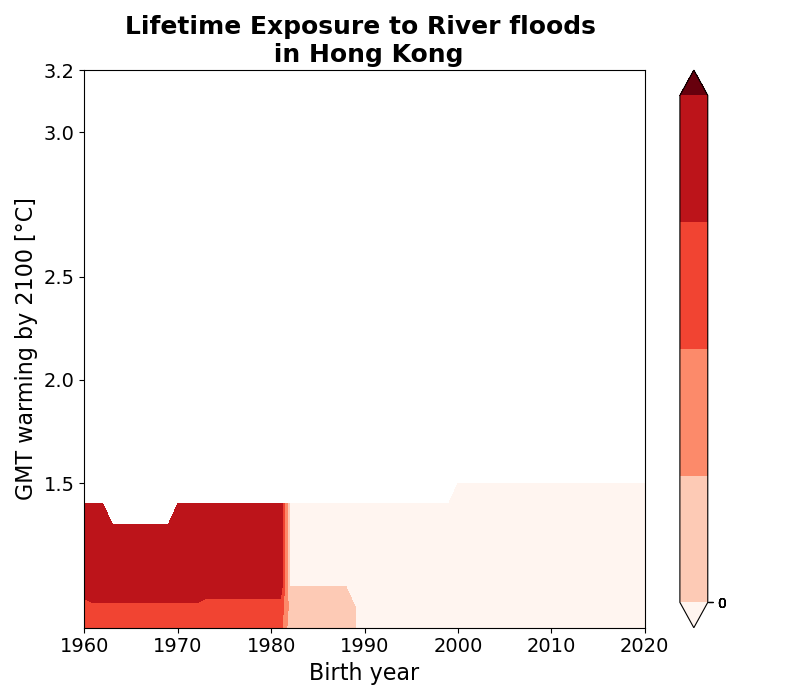 Lifetime Exposure to River floods
in Hong Kong
GMT warming by 2100 [°C]
3.2
3.0
2.5
2.0
1.5
1960 1970 1980 1990 2000 2010 2020
Birth year
0